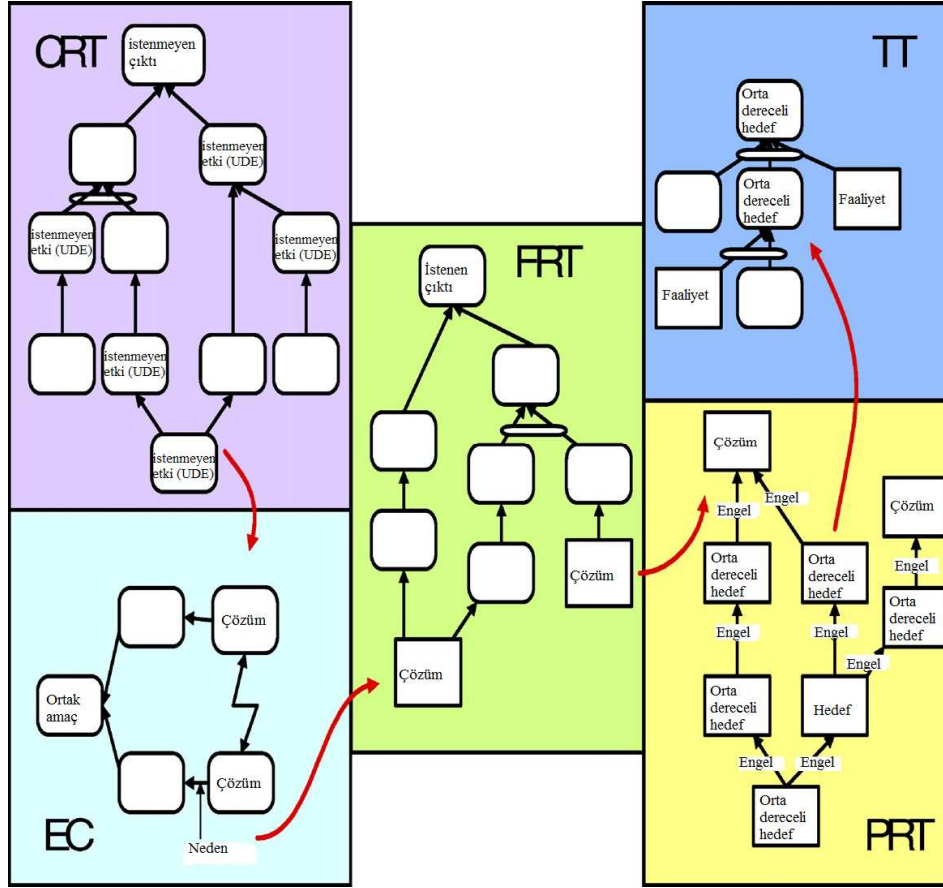 CRT
istenmeyen
çıktı
istenmeyen
etki (UDE)
istenmeyen
etki (UDE)
istenmeyen
etki (UDE)
istenmeyen
etki (UDE)
istenmeyen
etki (UDE)
EC
Çözüm
Ortak
amaç
Çözüm
Neden
FRT
İstenen
çıktı
Çözüm
Çözüm
TT
Orta
dereceli
hedef
Orta
dereceli
hedef
Faaliyet
Faaliyet
Çözüm
Engel
Engel
Çözüm
Engel
Orta
dereceli
hedef
Orta
dereceli
hedef
Orta
dereceli
hedef
Engel
Engel
Engel
Orta
dereceli
hedef
Hedef
Engel
Engel
Orta
dereceli
hedef
PRT